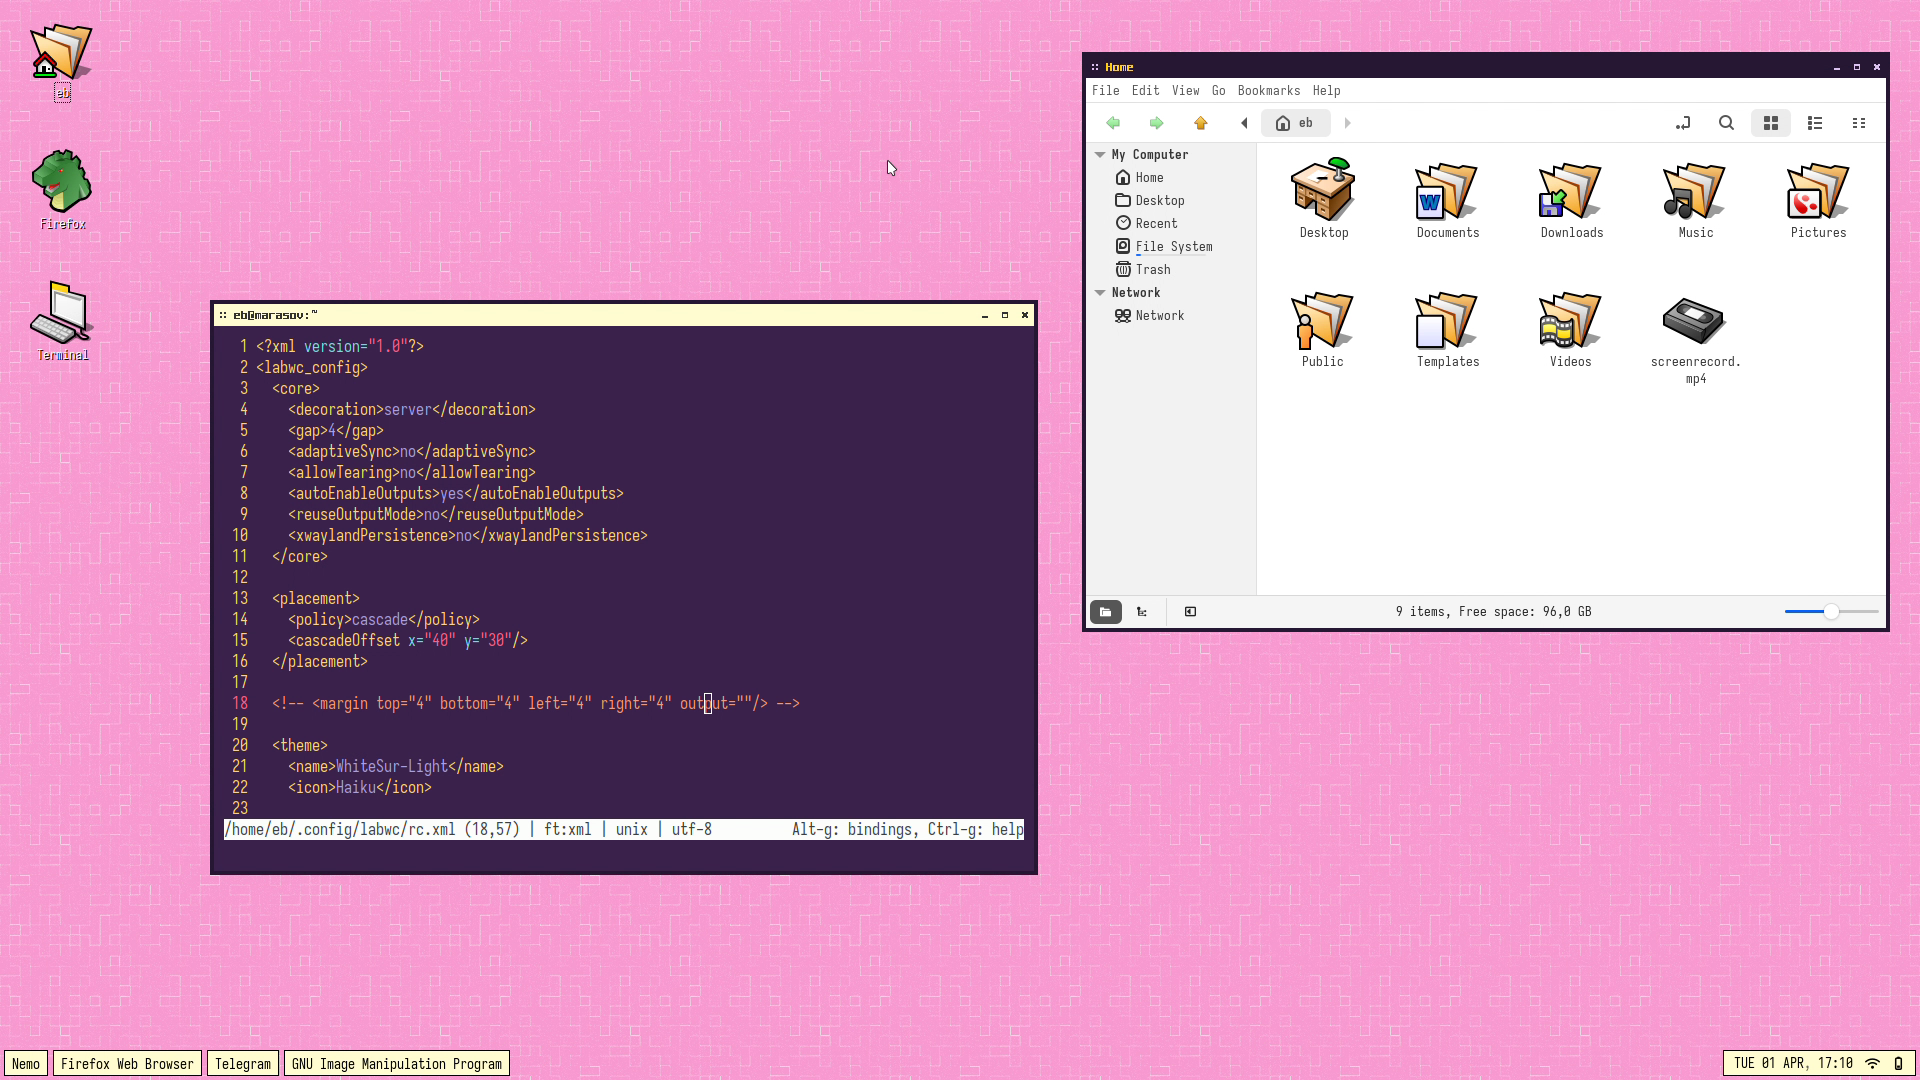 eb
Firefox
Terminal
:: eb@marasov:~
1 <?xml version="1.0"?>
2 <labwc_config>
3 <core>
4 <decoration>server</decoration>
5 <gap>4</gap>
6 <adaptiveSync>no</adaptiveSync>
7 <allowTearing>no</allowTearing>
8 <autoEnableOutputs>yes</autoEnableOutputs>
9 <reuseOutputMode>no</reuseOutputMode>
10 <xwaylandPersistence>no</xwaylandPersistence>
11 </core>
12
13 <placement>
14 <policy>cascade</policy>
15 <cascadeOffset x="40" y="30"/>
16 </placement>
17
18 <!-- <margin top="4" bottom="4" left="4" right="4" output=""/> -->
19
20 <theme>
21 <name>WhiteSur-Light</name>
22 <icon>Haiku</icon>
23
/home/eb/.config/labwc/rc.xml (18,57) | ft:xml | unix | utf-8 Alt-g: bindings, Ctrl-g: help
:: Home
File Edit View Go Bookmarks Help
eb
My Computer
Home
Desktop
Recent
File System
Trash
Network
Network
Desktop Documents Downloads Music Pictures
Public Templates Videos screenrecord.
mp4
9 items, Free space: 96,0 GB
Nemo Firefox Web Browser Telegram GNU Image Manipulation Program
TUE 01 APR, 17:10